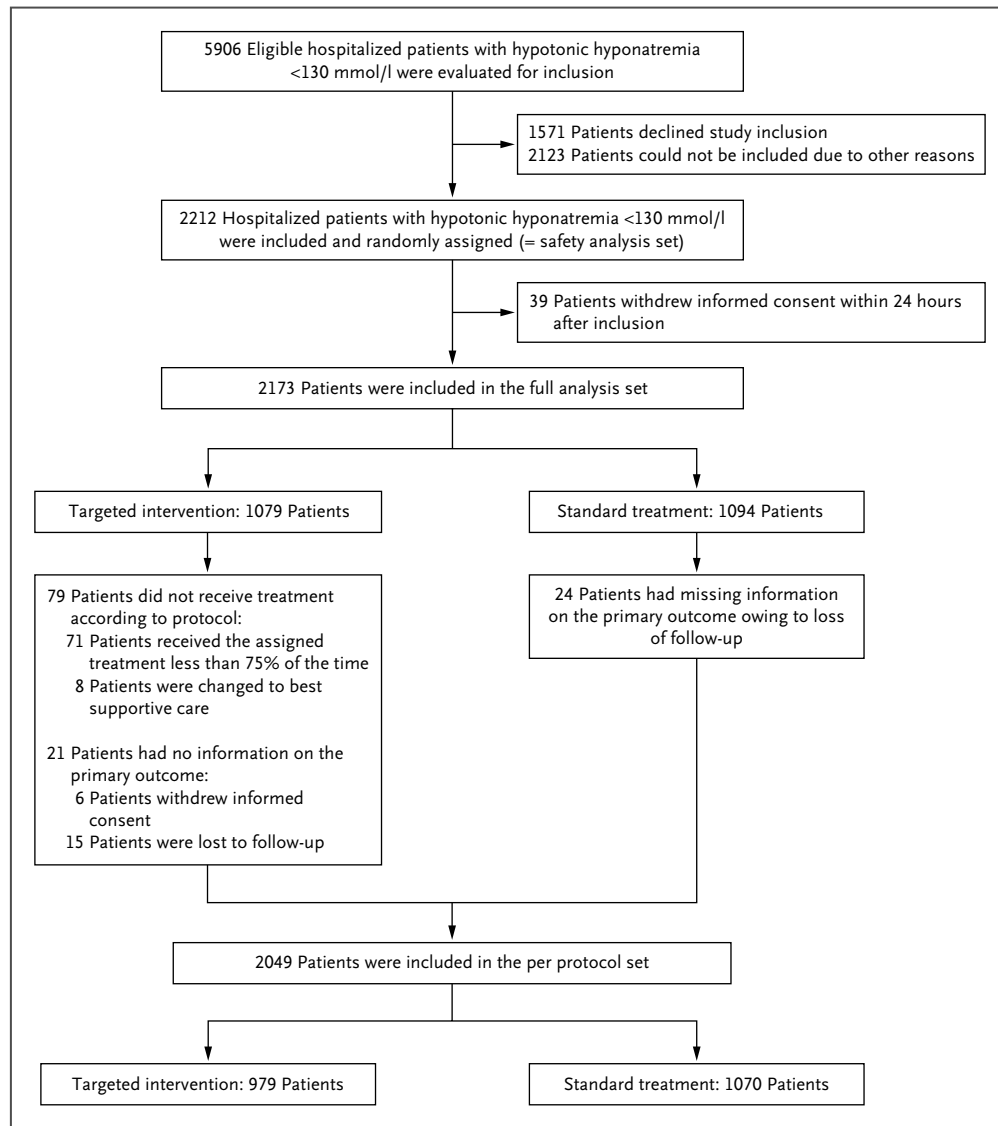 5906 Eligible hospitalized patients with hypotonic hyponatremia
<130 mmol/l were evaluated for inclusion
1571 Patients declined study inclusion
2123 Patients could not be included due to other reasons
2212 Hospitalized patients with hypotonic hyponatremia <130 mmol/l
were included and randomly assigned (= safety analysis set)
39 Patients withdrew informed consent within 24 hours
after inclusion
2173 Patients were included in the full analysis set
Targeted intervention: 1079 Patients
Standard treatment: 1094 Patients
79 Patients did not receive treatment
according to protocol:
71 Patients received the assigned
treatment less than 75% of the time
8 Patients were changed to best
supportive care
21 Patients had no information on the
primary outcome:
6 Patients withdrew informed
consent
15 Patients were lost to follow-up
24 Patients had missing information
on the primary outcome owing to loss
of follow-up
2049 Patients were included in the per protocol set
Targeted intervention: 979 Patients
Standard treatment: 1070 Patients